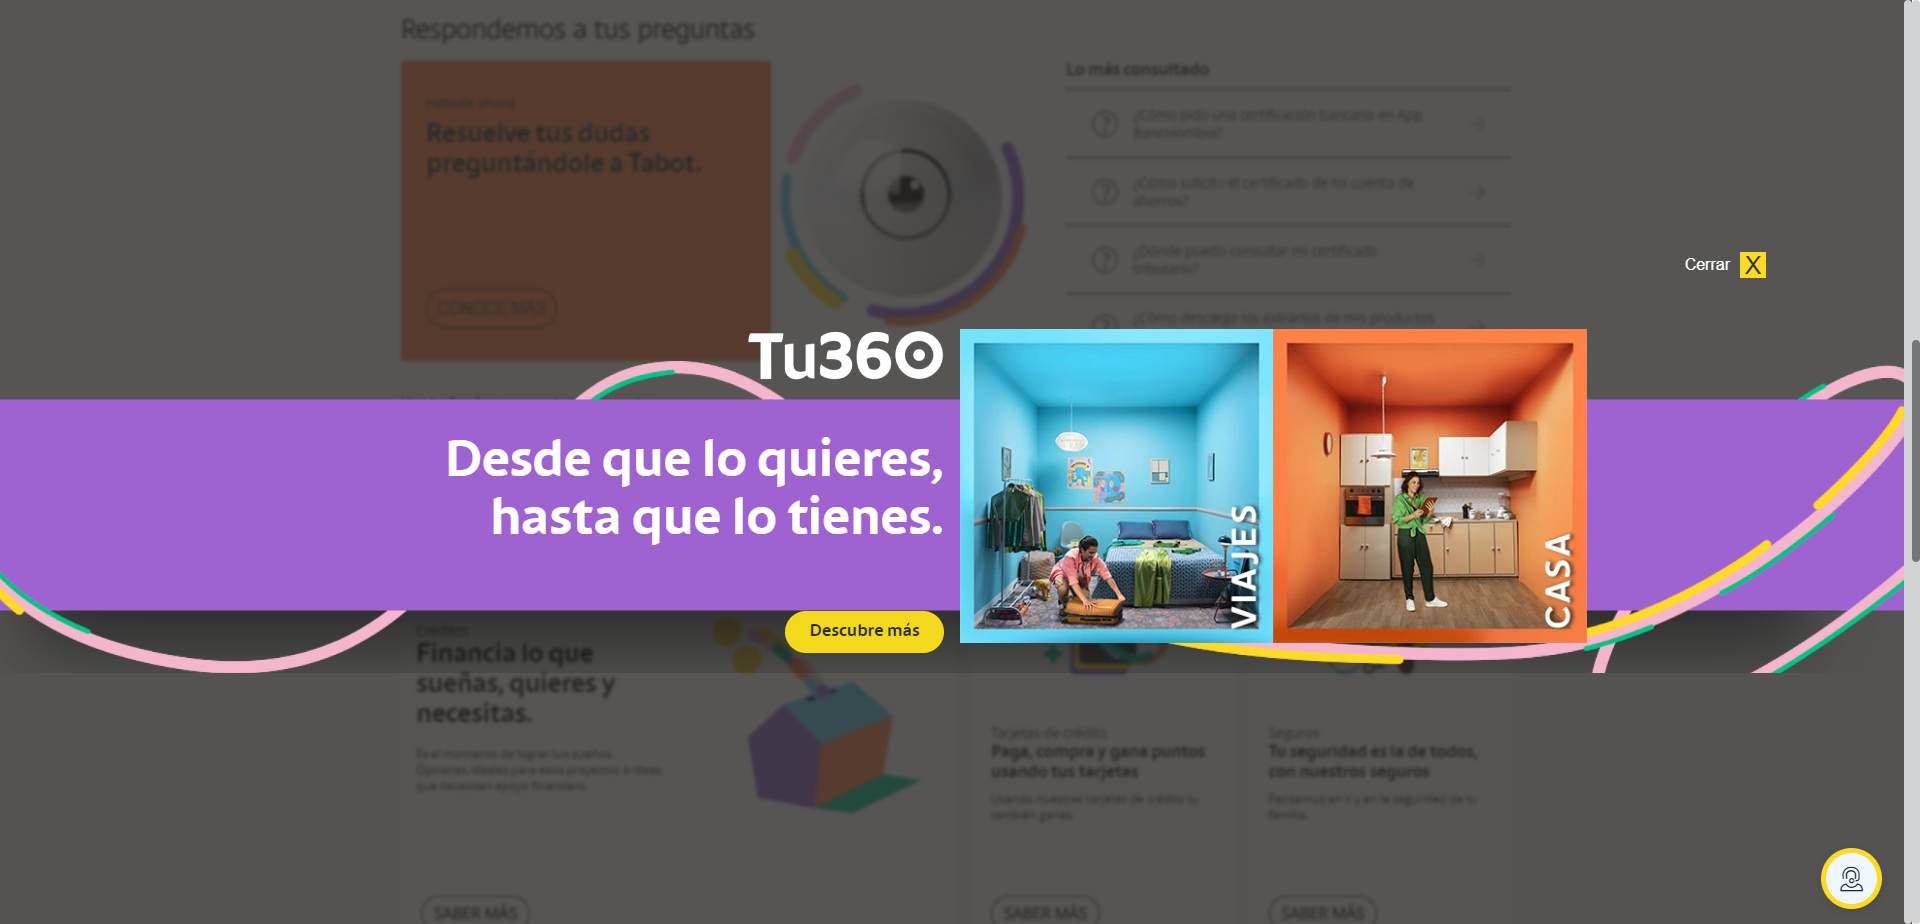 Respondemos a tus preguntas
Habitúate ahora
Resuelve tus dudas
preguntándole a Tabot.
CONOCE MÁS
Lo más consultado
¿Cómo pido una certificación bancaria en App
Bancolombia?
¿Cómo solicito el certificado de mi cuenta de
ahorros?
¿Dónde puedo consultar mi certificado
tributario?
¿Cómo descargo los extractos de mis productos
Cerrar X
Tu360
Desde que lo quieres,
hasta que lo tienes.
Descubre más
VIAJES
CASA
Créditos
Financia lo que
sueñas, quieres y
necesitas.
Es el momento de lograr tus sueños.
Opciones ideales para esos proyectos o ideas
que necesitan apoyo financiero.
SABER MÁS
Tarjetas de crédito
Paga, compra y gana puntos
usando tus tarjetas
Usando nuestras tarjetas de crédito tu
también ganas.
SABER MÁS
Seguros
Tu seguridad es la de todos,
con nuestros seguros
Pensamos en ti y en la seguridad de tu
familia.
SABER MÁS